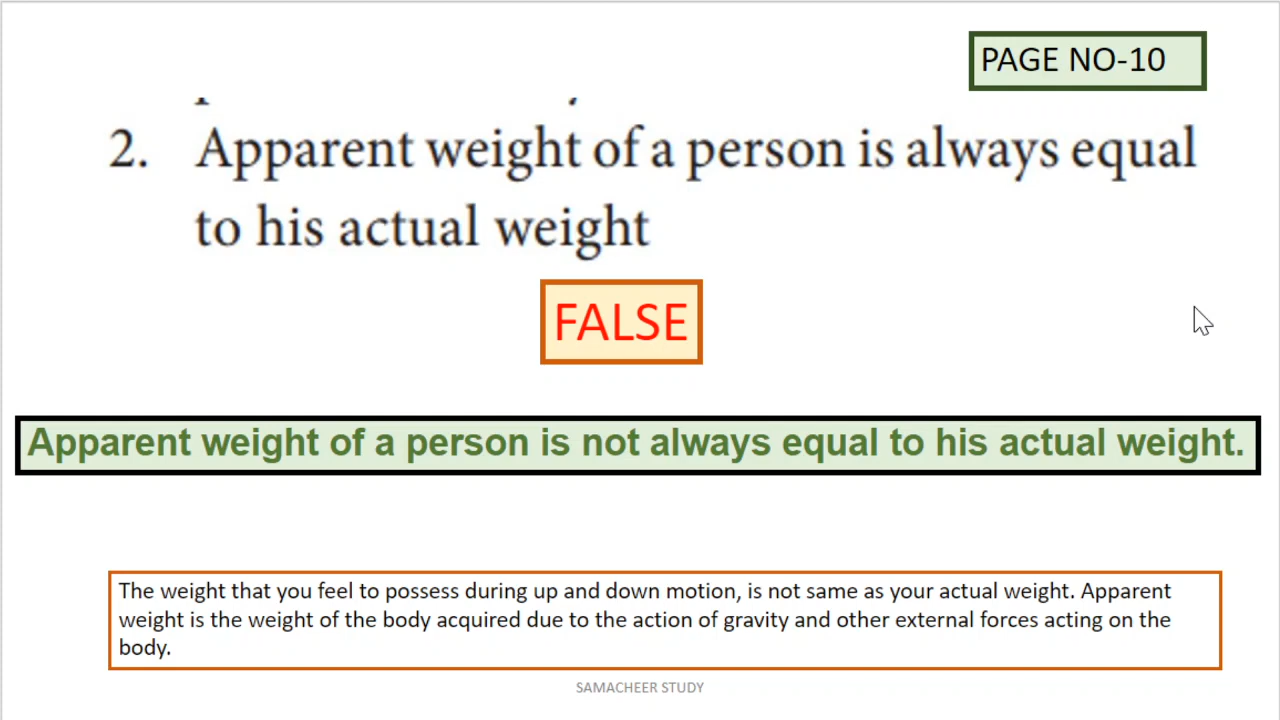 PAGE NO-10
2. Apparent weight of a person is always equal
to his actual weight
FALSE
Apparent weight of a person is not always equal to his actual weight.
The weight that you feel to possess during up and down motion, is not same as your actual weight. Apparent
weight is the weight of the body acquired due to the action of gravity and other external forces acting on the
body.
SAMACHEER STUDY